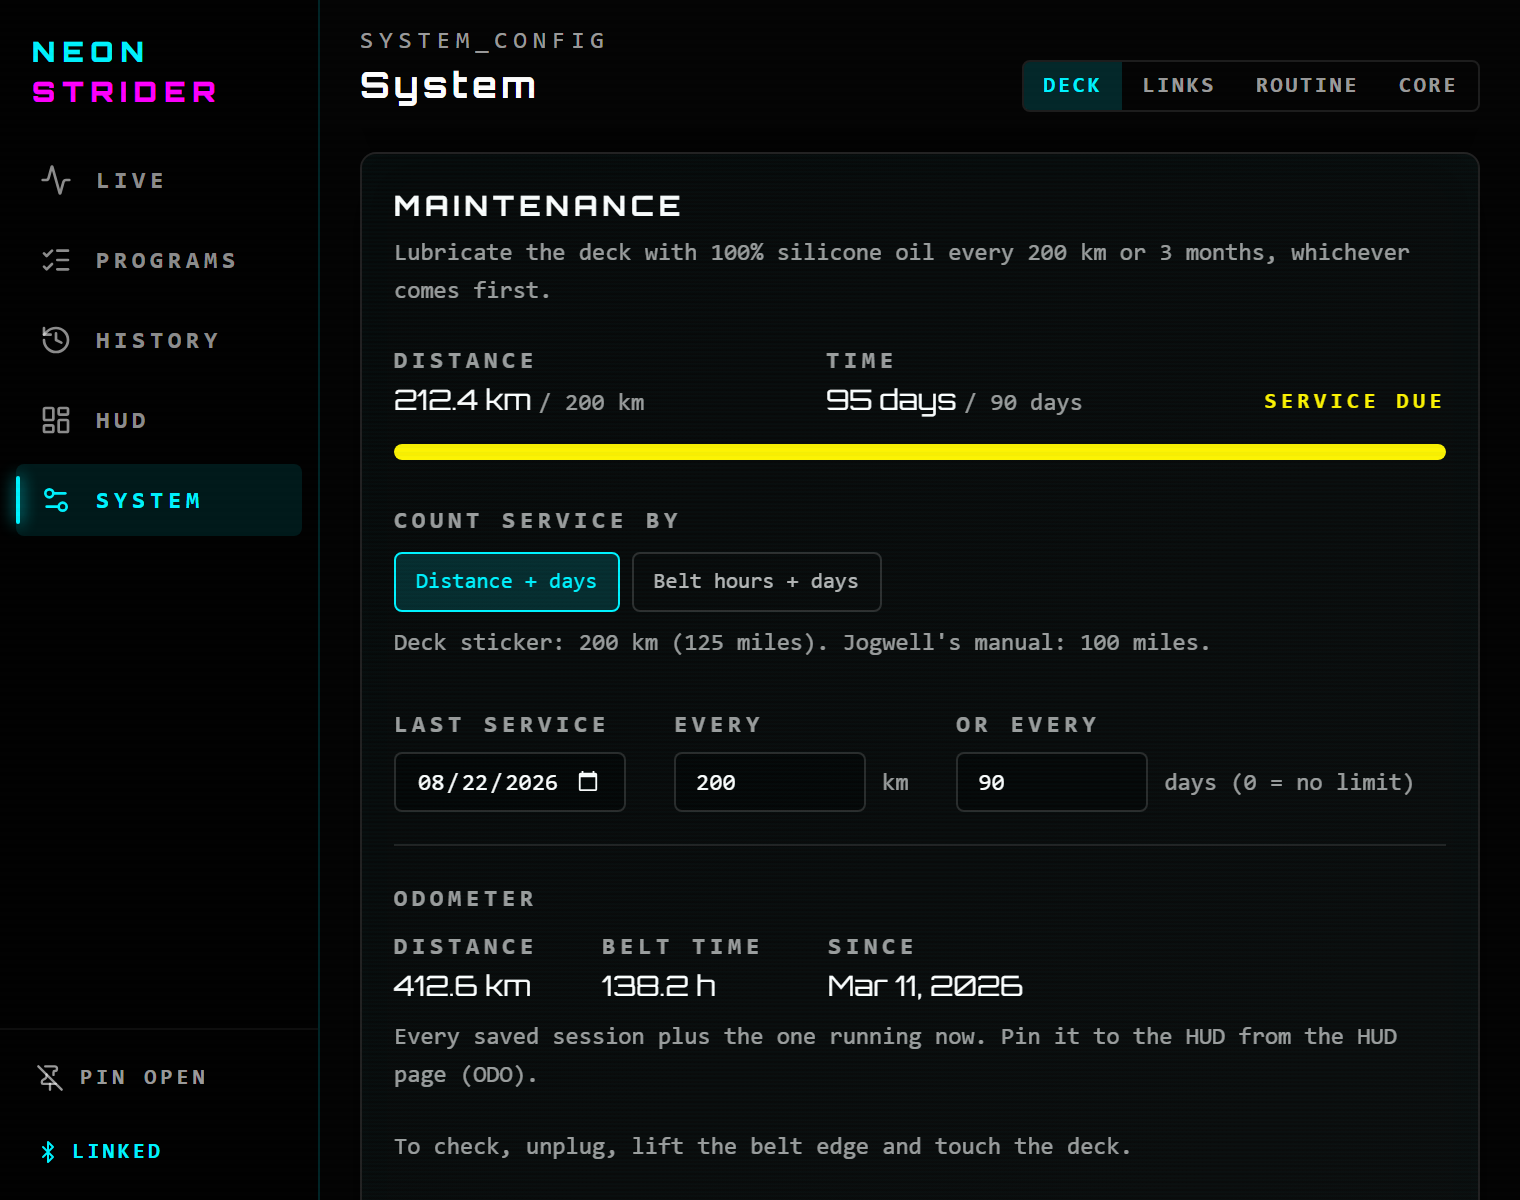 NEON
STRIDER
LIVE
PROGRAMS
HISTORY
HUD
SYSTEM
PIN OPEN
LINKED
SYSTEM_CONFIG
System
DECK LINKS ROUTINE CORE
MAINTENANCE
Lubricate the deck with 100% silicone oil every 200 km or 3 months, whichever
comes first.
DISTANCE TIME
212.4 km / 200 km 95 days / 90 days SERVICE DUE
COUNT SERVICE BY
Distance + days Belt hours + days
Deck sticker: 200 km (125 miles). Jogwell's manual: 100 miles.
LAST SERVICE EVERY OR EVERY
08/22/2026 200 km 90 days (0 = no limit)
ODOMETER
DISTANCE BELT TIME SINCE
412.6 km 138.2 h Mar 11, 2026
Every saved session plus the one running now. Pin it to the HUD from the HUD
page (ODO).
To check, unplug, lift the belt edge and touch the deck.